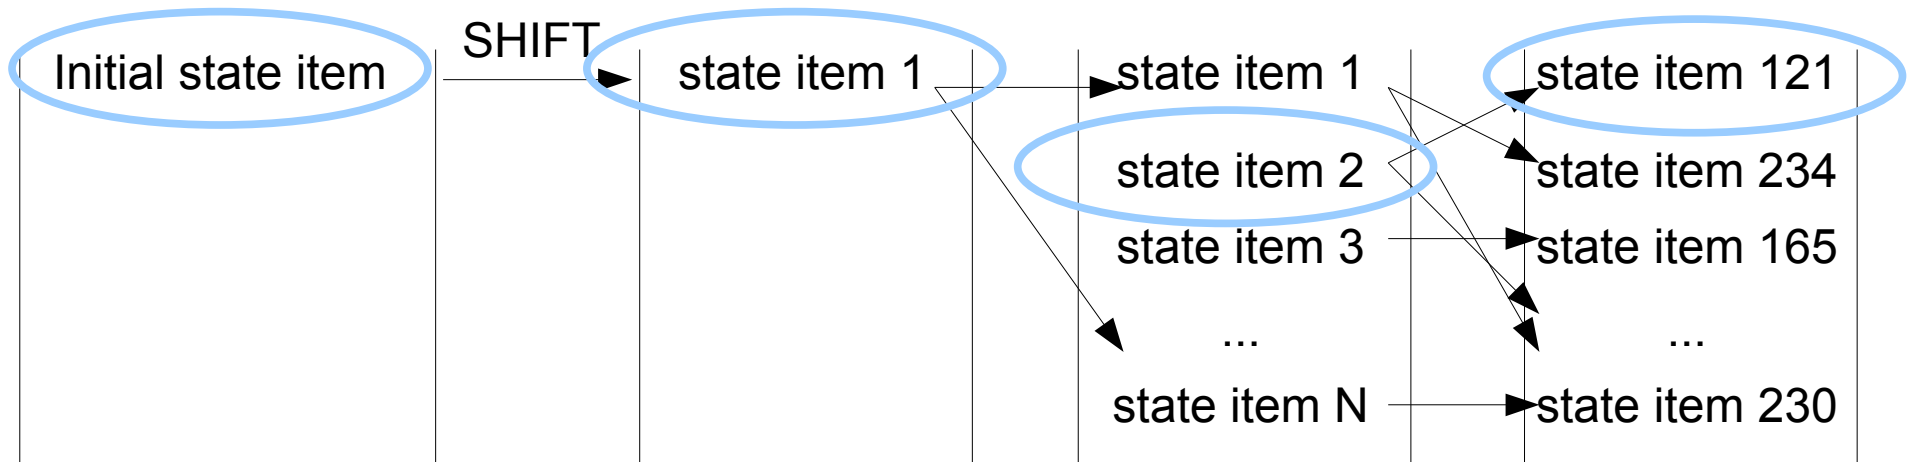 Initial state item
SHIFT
state item 1
state item 1
state item 2
state item 3
...
state item N
state item 121
state item 234
state item 165
...
state item 230